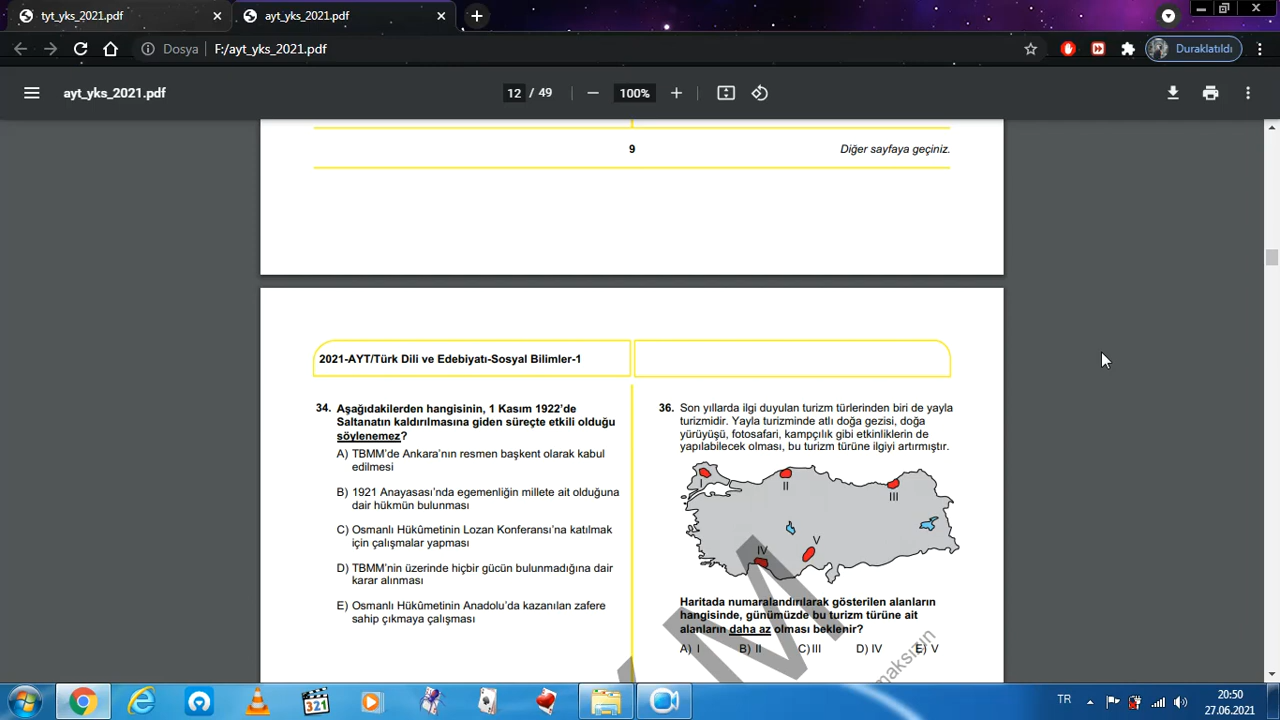 tyt_yks_2021.pdf
ayt_yks_2021.pdf
Dosya
F:/ayt_yks_2021.pdf
Duraklatıldı
ayt_yks_2021.pdf
12 / 49
100%
9
Diğer sayfaya geçiniz.
2021-AYT/Türk Dili ve Edebiyatı-Sosyal Bilimler-1
34. Aşağıdakilerden hangisinin, 1 Kasım 1922’de
Saltanatın kaldırılmasına giden süreçte etkili olduğu
söylenemez?
A) TBMM’de Ankara’nın resmen başkent olarak kabul
edilmesi
B) 1921 Anayasası’nda egemenliğin millete ait olduğuna
dair hükmün bulunması
C) Osmanlı Hükûmetinin Lozan Konferansı’na katılmak
için çalışmalar yapması
D) TBMM’nin üzerinde hiçbir gücün bulunmadığına dair
karar alınması
E) Osmanlı Hükûmetinin Anadolu’da kazanılan zafere
sahip çıkmaya çalışması
36. Son yıllarda ilgi duyulan turizm türlerinden biri de yayla
turizmidir. Yayla turizminde atlı doğa gezisi, doğa
yürüyüşü, fotosafari, kampçılık gibi etkinliklerin de
yapılabilecek olması, bu turizm türüne ilgiyi artırmıştır.
I
II
III
IV
V
Haritada numaralandırılarak gösterilen alanların
hangisinde, günümüzde bu turizm türüne ait
alanların daha az olması beklenir?
A) I B) II C) III D) IV E) V
maksızın
321
TR
20:50
27.06.2021